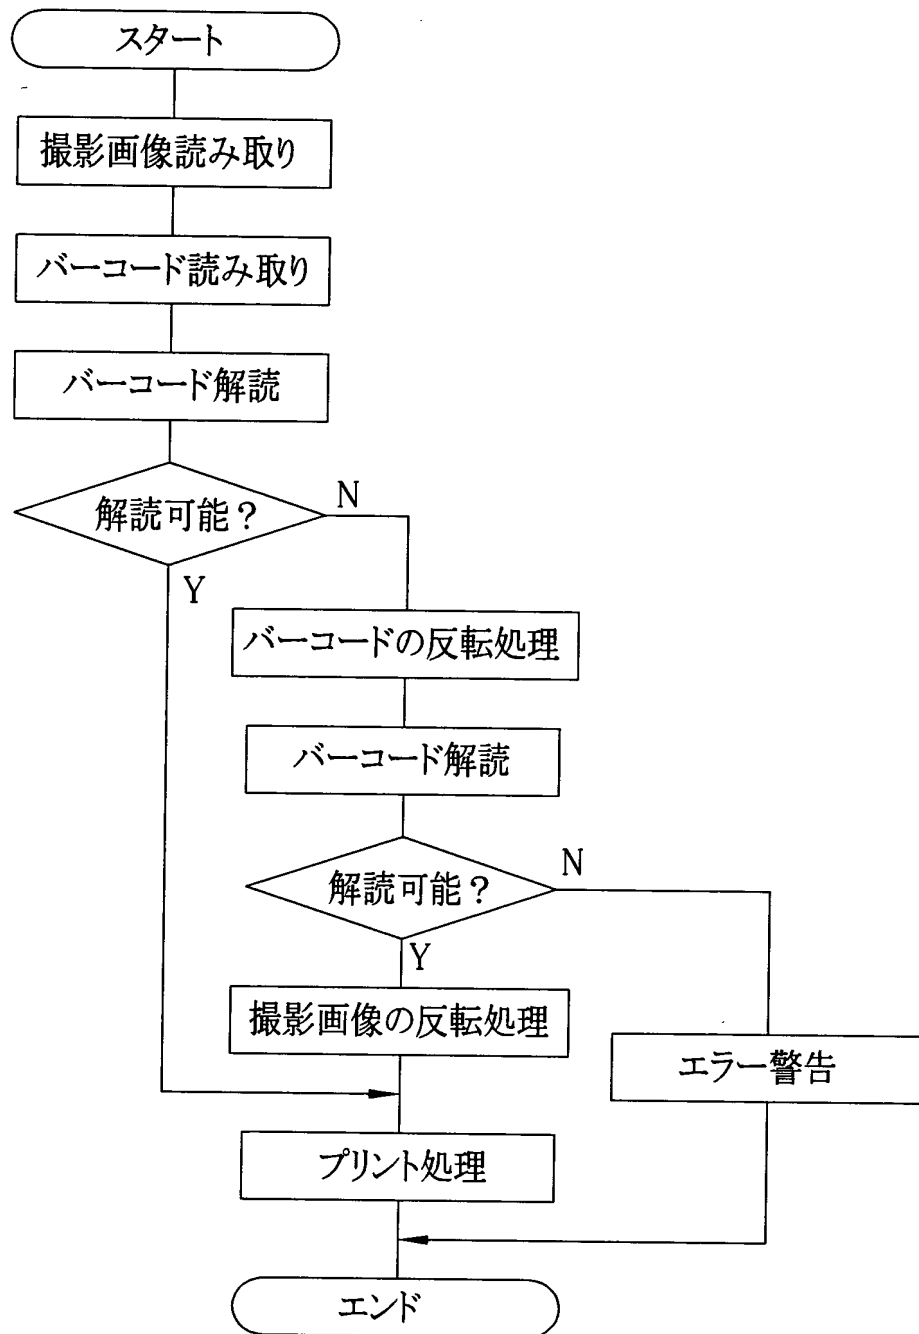 スタート
撮影画像読み取り
バーコード読み取り
バーコード解読
解読可能？
N
Y
バーコードの反転処理
バーコード解読
解読可能？
N
Y
撮影画像の反転処理
エラー警告
プリント処理
エンド